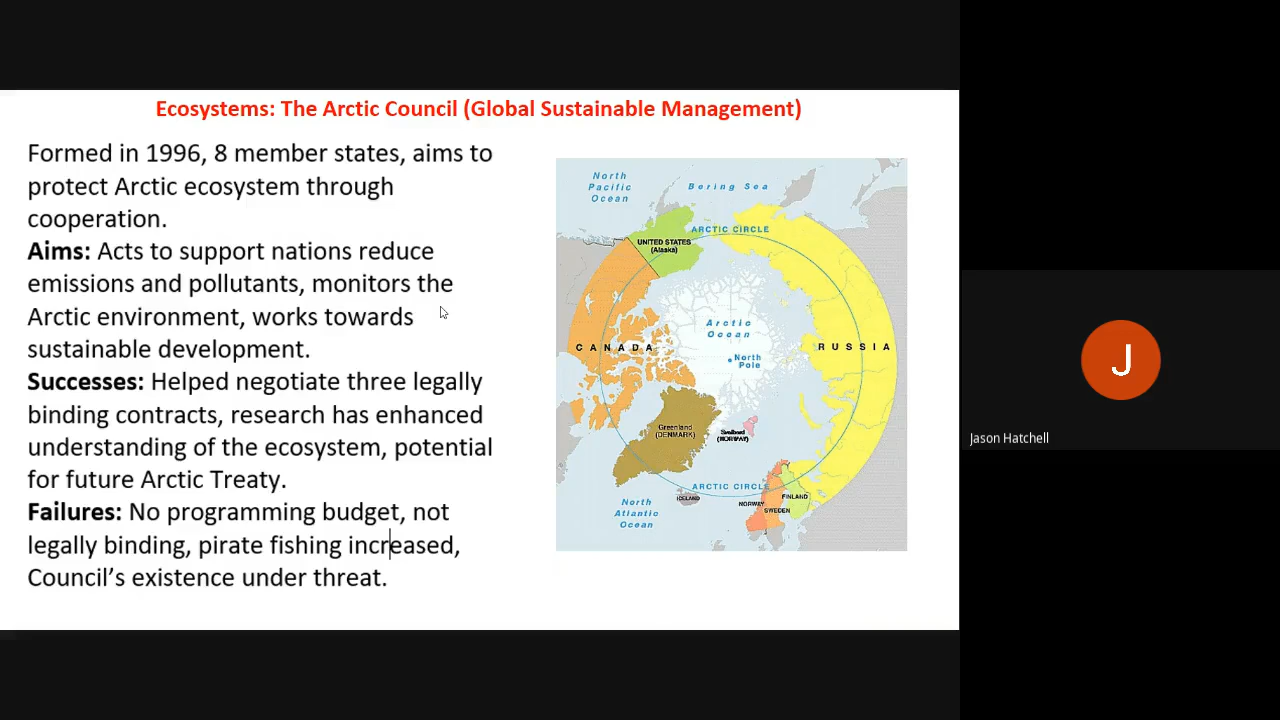 Ecosystems: The Arctic Council (Global Sustainable Management)
Formed in 1996, 8 member states, aims to
protect Arctic ecosystem through
cooperation.
Aims: Acts to support nations reduce
emissions and pollutants, monitors the
Arctic environment, works towards
sustainable development.
Successes: Helped negotiate three legally
binding contracts, research has enhanced
understanding of the ecosystem, potential
for future Arctic Treaty.
Failures: No programming budget, not
legally binding, pirate fishing increased,
Council's existence under threat.
North
Pacific
Ocean
Bering Sea
ARCTIC CIRCLE
UNITED STATES
(Alaska)
Arctic
Ocean
CANADA
RUSSIA
North
Pole
Greenland
(DENMARK)
Svalbard
(NORWAY)
ARCTIC CIRCLE
ICELAND
North
Atlantic
Ocean
NORWAY
FINLAND
SWEDEN
J
Jason Hatchell